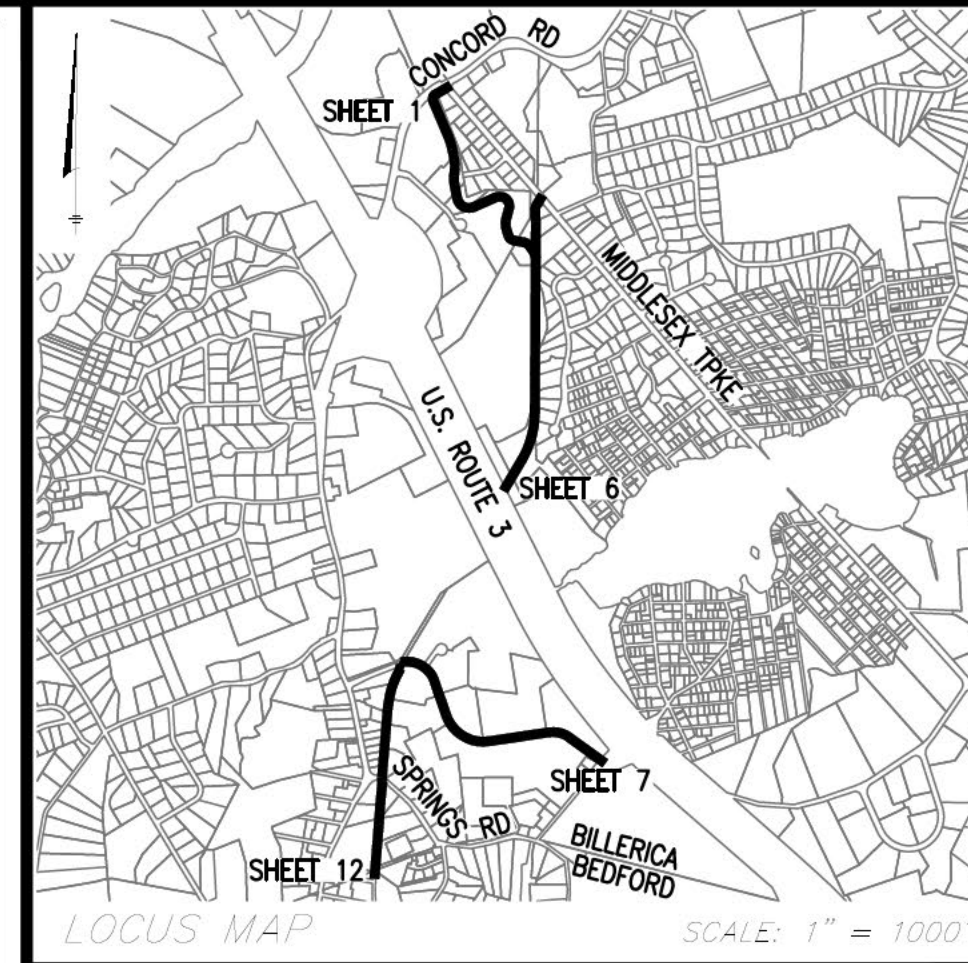 CONCORD RD
SHEET 1
MIDDLESEX TPKE
U.S. ROUTE 3
SHEET 6
SHEET 7
SPRINGS RD
BILLERICA
BEDFORD
SHEET 12
LOCUS MAP
SCALE: 1" = 1000'